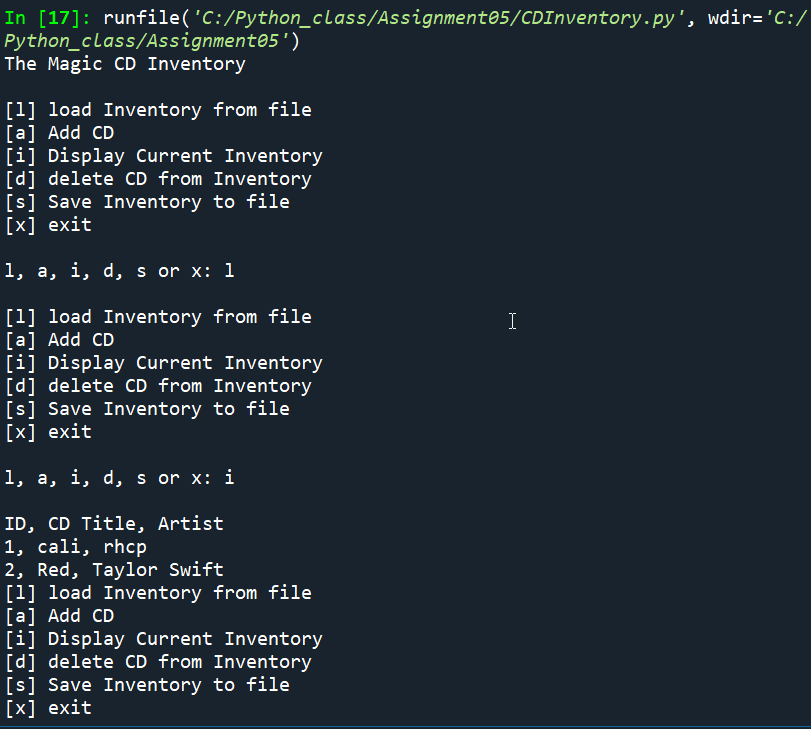 In [17]: runfile('C:/Python_class/Assignment05/CDInventory.py', wdir='C:/
Python_class/Assignment05')
The Magic CD Inventory
[l] load Inventory from file
[a] Add CD
[i] Display Current Inventory
[d] delete CD from Inventory
[s] Save Inventory to file
[x] exit
l, a, i, d, s or x: l
[l] load Inventory from file
[a] Add CD
[i] Display Current Inventory
[d] delete CD from Inventory
[s] Save Inventory to file
[x] exit
l, a, i, d, s or x: i
ID, CD Title, Artist
1, cali, rhcp
2, Red, Taylor Swift
[l] load Inventory from file
[a] Add CD
[i] Display Current Inventory
[d] delete CD from Inventory
[s] Save Inventory to file
[x] exit